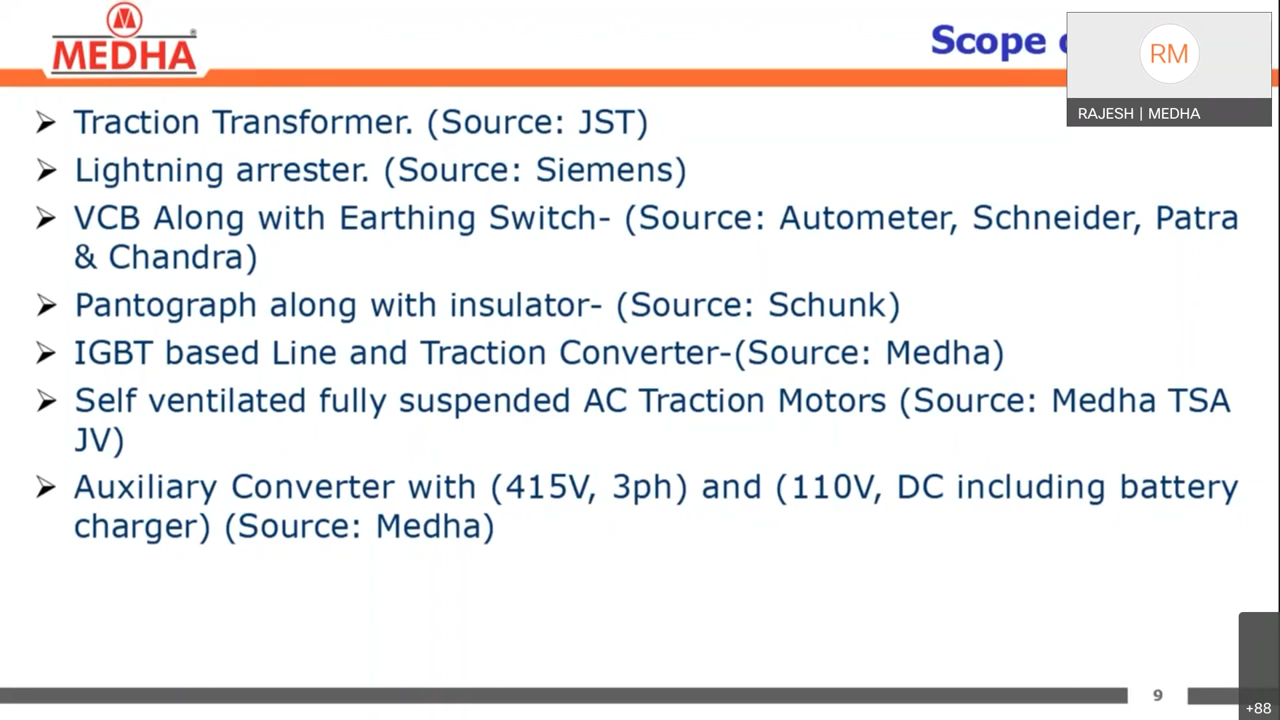 MEDHA
®
Scope
RM
RAJESH | MEDHA
➤ Traction Transformer. (Source: JST)
➤ Lightning arrester. (Source: Siemens)
➤ VCB Along with Earthing Switch- (Source: Autometer, Schneider, Patra
& Chandra)
➤ Pantograph along with insulator- (Source: Schunk)
➤ IGBT based Line and Traction Converter-(Source: Medha)
➤ Self ventilated fully suspended AC Traction Motors (Source: Medha TSA
JV)
➤ Auxiliary Converter with (415V, 3ph) and (110V, DC including battery
charger) (Source: Medha)
9
+88